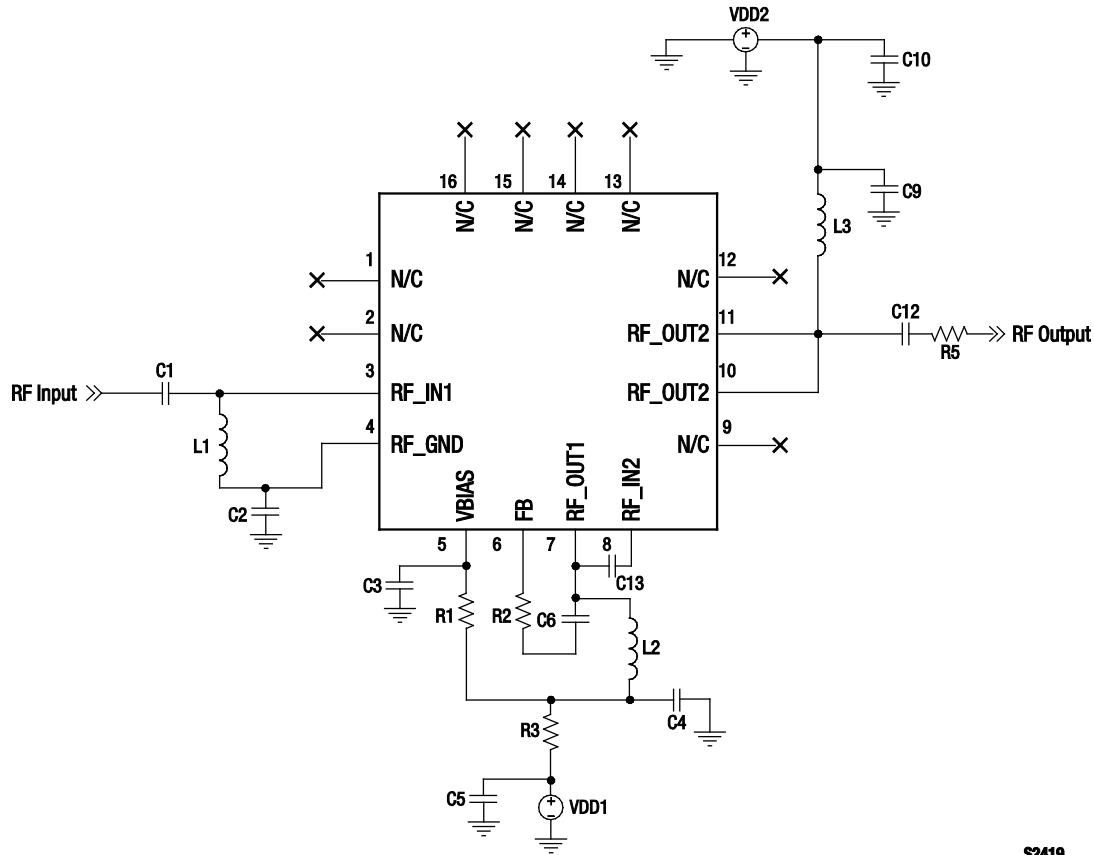 VDD2
+
−
C10
16
15
14
13
N/C
N/C
N/C
N/C
C9
L3
1
N/C
12
N/C
2
N/C
11
RF_OUT2
C12
R5
RF Output
RF Input
C1
3
RF_IN1
10
RF_OUT2
L1
4
RF_GND
9
N/C
C2
VBIAS
FB
RF_OUT1
RF_IN2
5
6
7
8
C3
R1
R2
C6
C13
L2
R3
C4
C5
+
−
VDD1
S2419